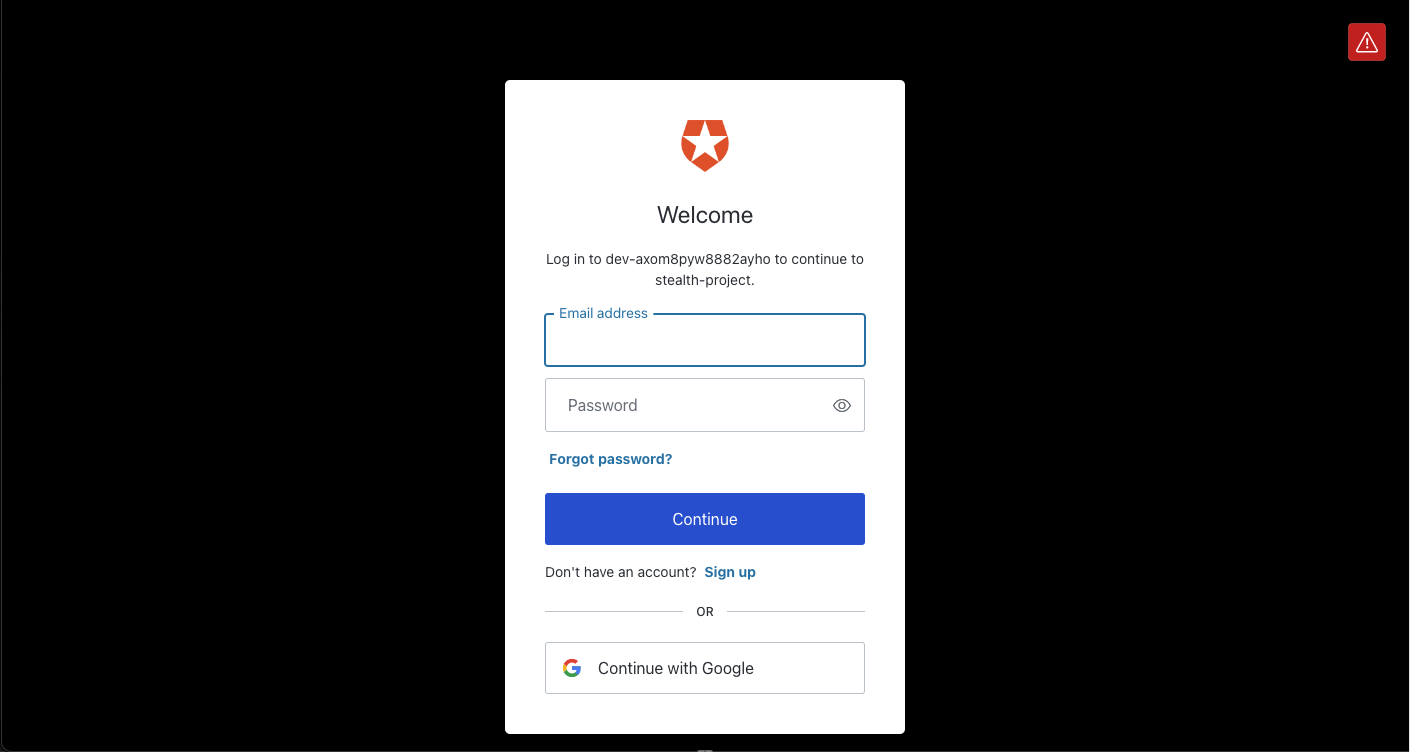 Welcome
Log in to dev-axom8pyw8882ayho to continue to
stealth-project.
Email address
Password
Forgot password?
Continue
Don't have an account? Sign up
OR
Continue with Google